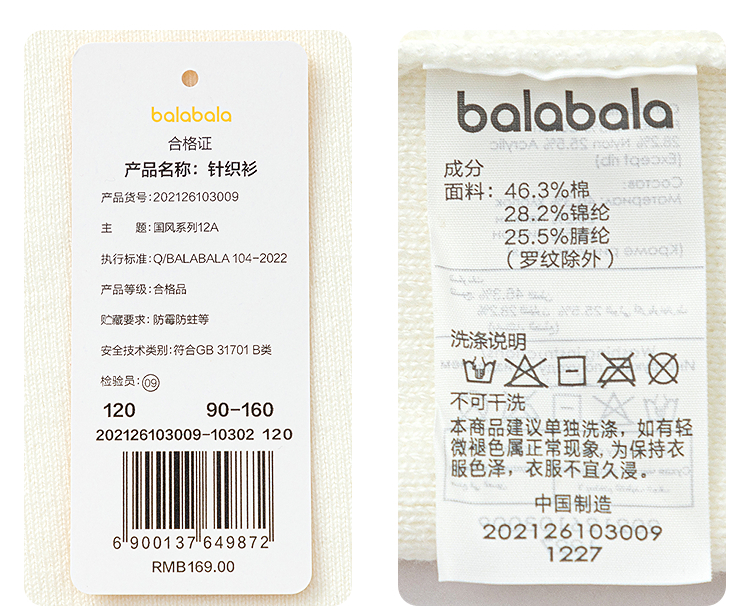 balabala
合格证
产品名称：针织衫
产品货号：202126103009
主 题：国风系列12A
执行标准：Q/BALABALA 104-2022
产品等级：合格品
贮藏要求：防霉防蛀等
安全技术类别：符合GB 31701 B类
检验员：09
120 90-160
202126103009-10302 120
6 900137 649872
RMB169.00
balabala
成分
面料：46.3%棉
28.2%锦纶
25.5%腈纶
（罗纹除外）
洗涤说明
不可干洗
本商品建议单独洗涤，如有轻
微褪色属正常现象，为保持衣
服色泽，衣服不宜久浸。
中国制造
202126103009
1227